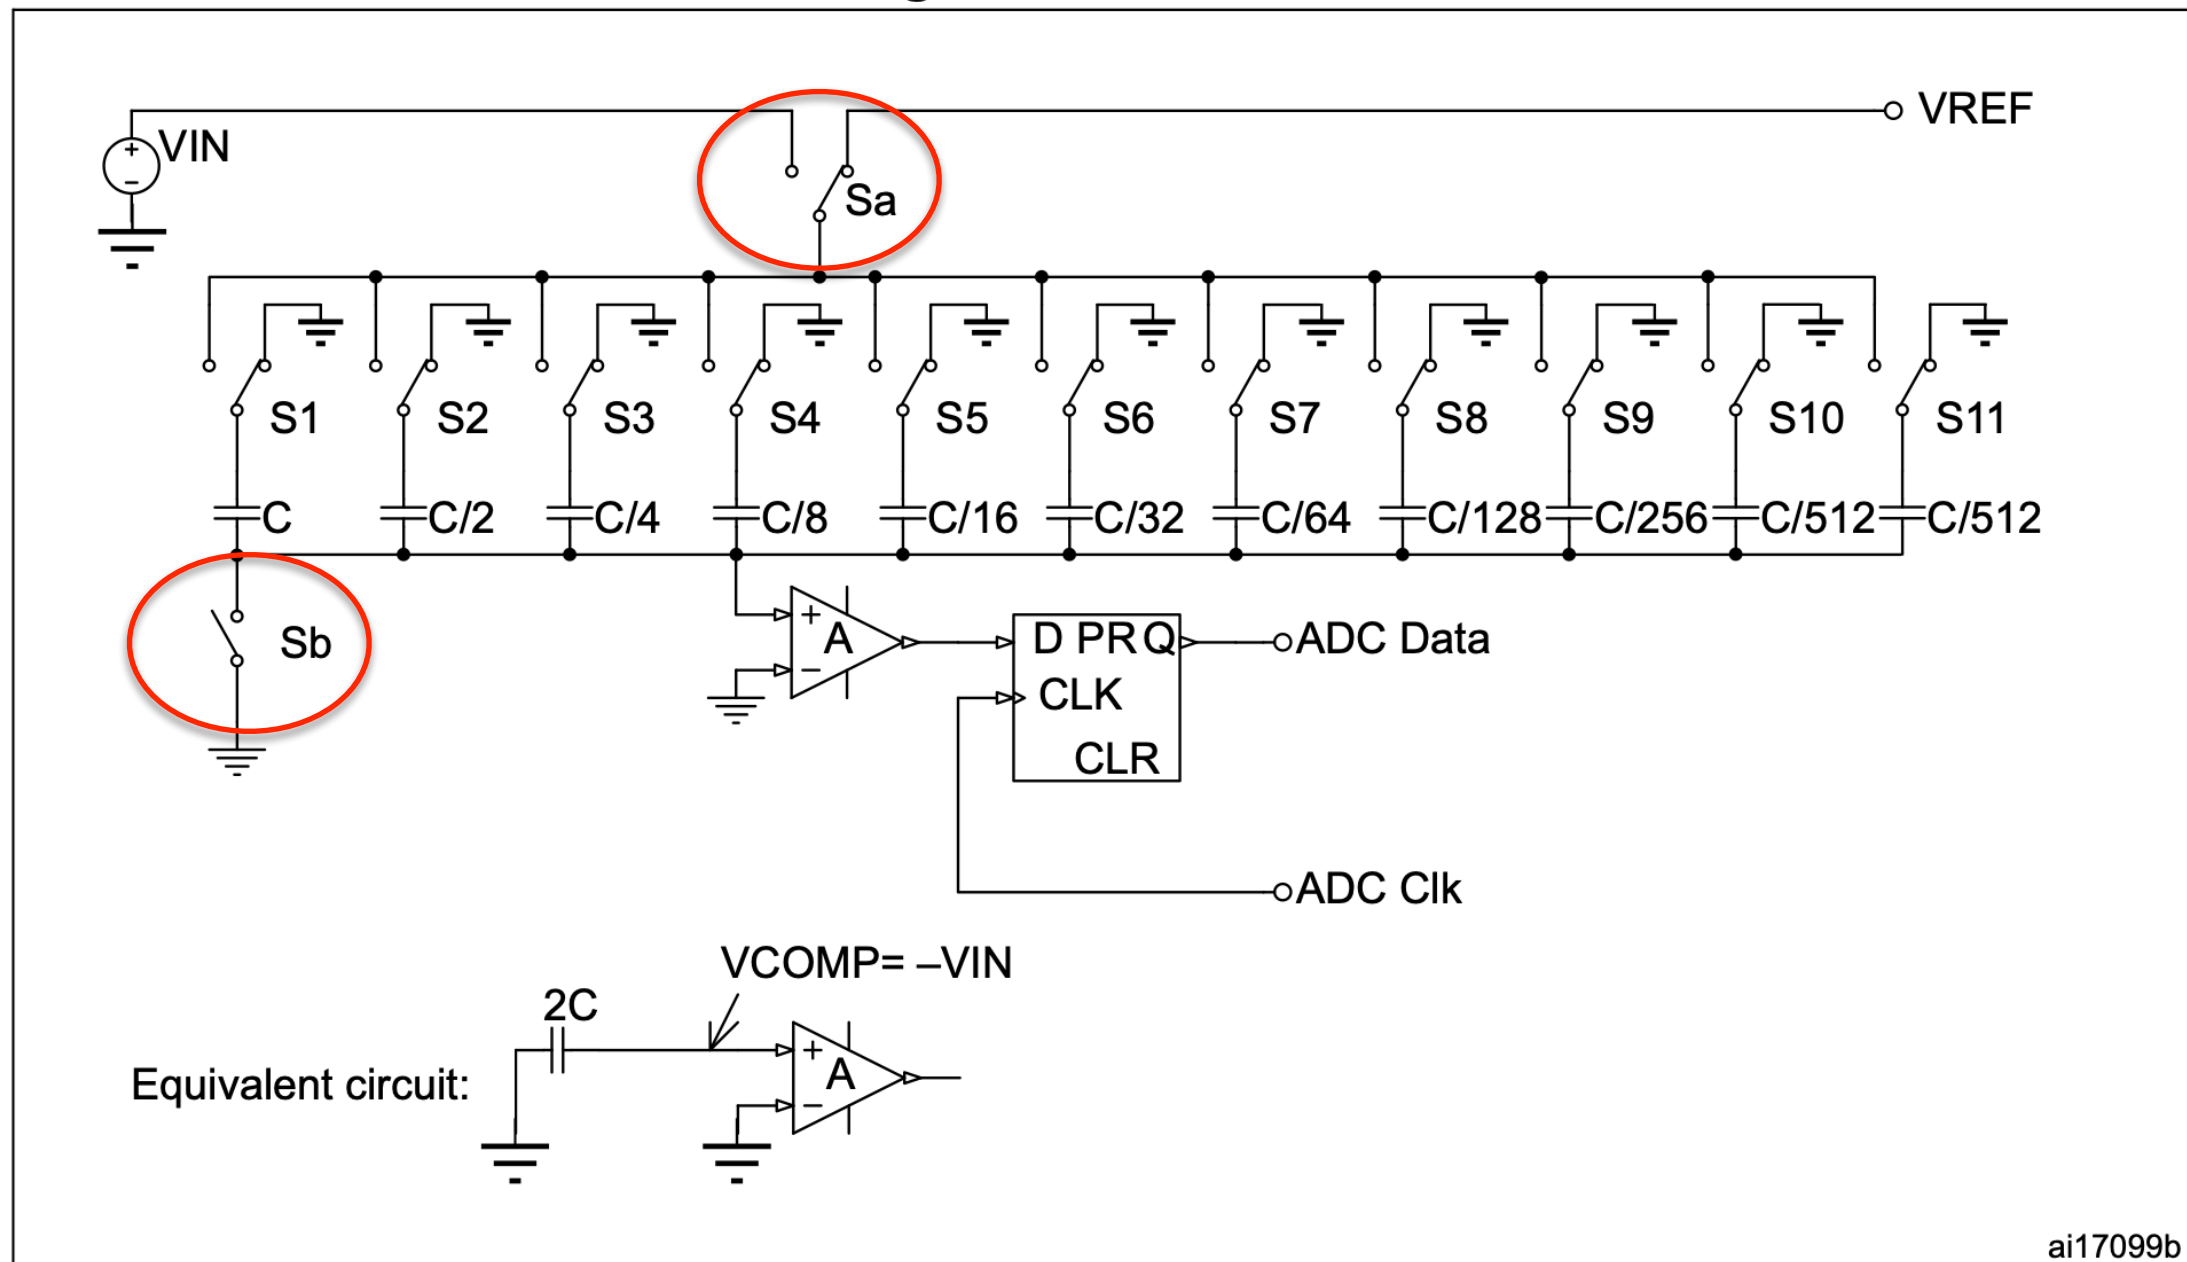 VREF
VIN
+
−
Sa
S1 S2 S3 S4 S5 S6 S7 S8 S9 S10 S11
C C/2 C/4 C/8 C/16 C/32 C/64 C/128 C/256 C/512 C/512
Sb
+
A
−
D PR Q
CLK
CLR
ADC Data
ADC Clk
VCOMP= –VIN
2C
+
A
−
Equivalent circuit:
ai17099b